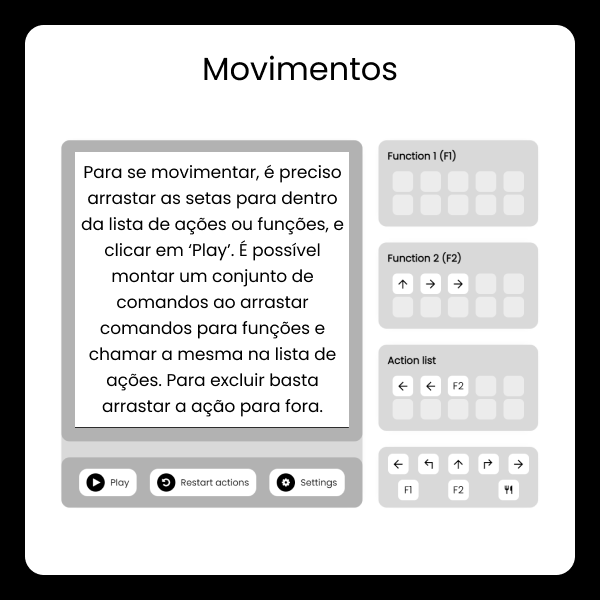 Movimentos
Para se movimentar, é preciso
arrastar as setas para dentro
da lista de ações ou funções, e
clicar em ‘Play’. É possível
montar um conjunto de
comandos ao arrastar
comandos para funções e
chamar a mesma na lista de
ações. Para excluir basta
arrastar a ação para fora.
Play
Restart actions
Settings
Function 1 (F1)
Function 2 (F2)
Action list
F2
F1
F2